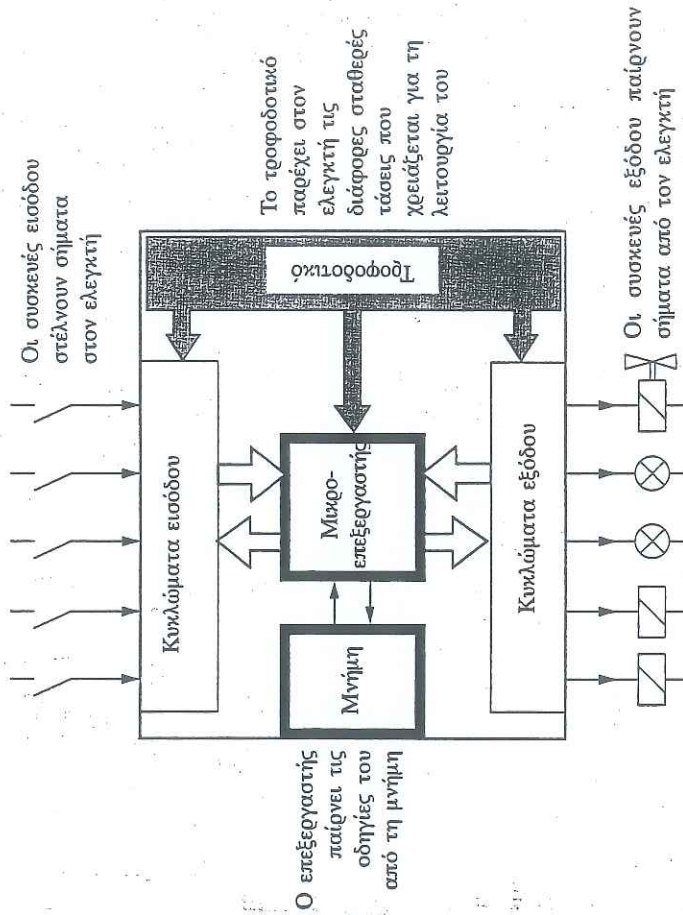 Οι συσκευές εισόδου
στέλνουν σήματα
στον ελεγκτή
Κυκλώματα εισόδου
Το τροφοδοτικό
παρέχει στον
ελεγκτή τις
διάφορες σταθερές
τάσεις που
χρειάζεται για τη
λειτουργία του
Τροφοδοτικό
Ο επεξεργαστής
παίρνει τις
οδηγίες του
από τη μνήμη
Μνήμη
Μικρο-
επεξεργαστής
Κυκλώματα εξόδου
Οι συσκευές εξόδου παίρνουν
σήματα από τον ελεγκτή